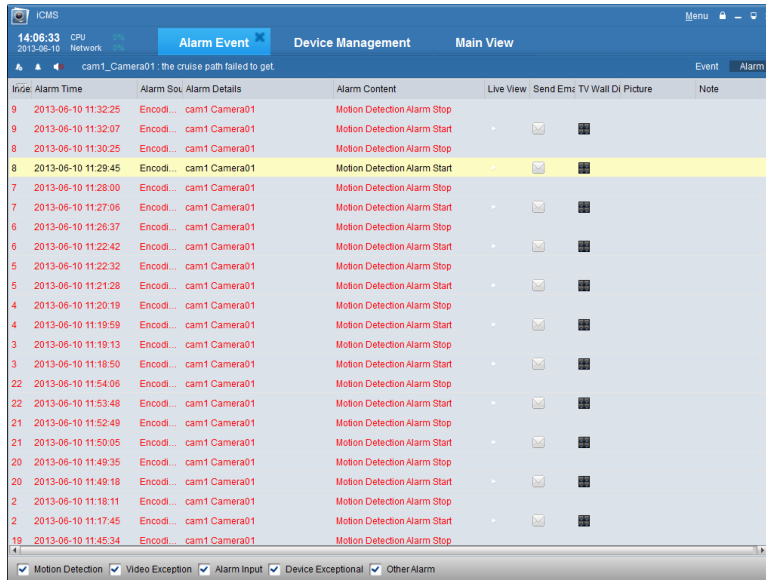 iCMS Menu
14:06:33 CPU 0%
2013-06-10 Network 0%
Alarm Event Device Management Main View
cam1_Camera01 : the cruise path failed to get. Event Alarm
Inde: Alarm Time Alarm Sou Alarm Details Alarm Content Live View Send Ema TV Wall Di Picture Note
9 2013-06-10 11:32:25 Encodi... cam1 Camera01 Motion Detection Alarm Stop
9 2013-06-10 11:32:07 Encodi... cam1 Camera01 Motion Detection Alarm Start
8 2013-06-10 11:30:25 Encodi... cam1 Camera01 Motion Detection Alarm Stop
8 2013-06-10 11:29:45 Encodi... cam1 Camera01 Motion Detection Alarm Start
7 2013-06-10 11:28:00 Encodi... cam1 Camera01 Motion Detection Alarm Stop
7 2013-06-10 11:27:06 Encodi... cam1 Camera01 Motion Detection Alarm Start
6 2013-06-10 11:26:37 Encodi... cam1 Camera01 Motion Detection Alarm Stop
6 2013-06-10 11:22:42 Encodi... cam1 Camera01 Motion Detection Alarm Start
5 2013-06-10 11:22:32 Encodi... cam1 Camera01 Motion Detection Alarm Stop
5 2013-06-10 11:21:28 Encodi... cam1 Camera01 Motion Detection Alarm Start
4 2013-06-10 11:20:19 Encodi... cam1 Camera01 Motion Detection Alarm Stop
4 2013-06-10 11:19:59 Encodi... cam1 Camera01 Motion Detection Alarm Start
3 2013-06-10 11:19:13 Encodi... cam1 Camera01 Motion Detection Alarm Stop
3 2013-06-10 11:18:50 Encodi... cam1 Camera01 Motion Detection Alarm Start
22 2013-06-10 11:54:06 Encodi... cam1 Camera01 Motion Detection Alarm Stop
22 2013-06-10 11:53:48 Encodi... cam1 Camera01 Motion Detection Alarm Start
21 2013-06-10 11:52:49 Encodi... cam1 Camera01 Motion Detection Alarm Stop
21 2013-06-10 11:50:05 Encodi... cam1 Camera01 Motion Detection Alarm Start
20 2013-06-10 11:49:35 Encodi... cam1 Camera01 Motion Detection Alarm Stop
20 2013-06-10 11:49:18 Encodi... cam1 Camera01 Motion Detection Alarm Start
2 2013-06-10 11:18:11 Encodi... cam1 Camera01 Motion Detection Alarm Stop
2 2013-06-10 11:17:45 Encodi... cam1 Camera01 Motion Detection Alarm Start
19 2013-06-10 11:45:34 Encodi... cam1 Camera01 Motion Detection Alarm Stop
Motion Detection Video Exception Alarm Input Device Exceptional Other Alarm